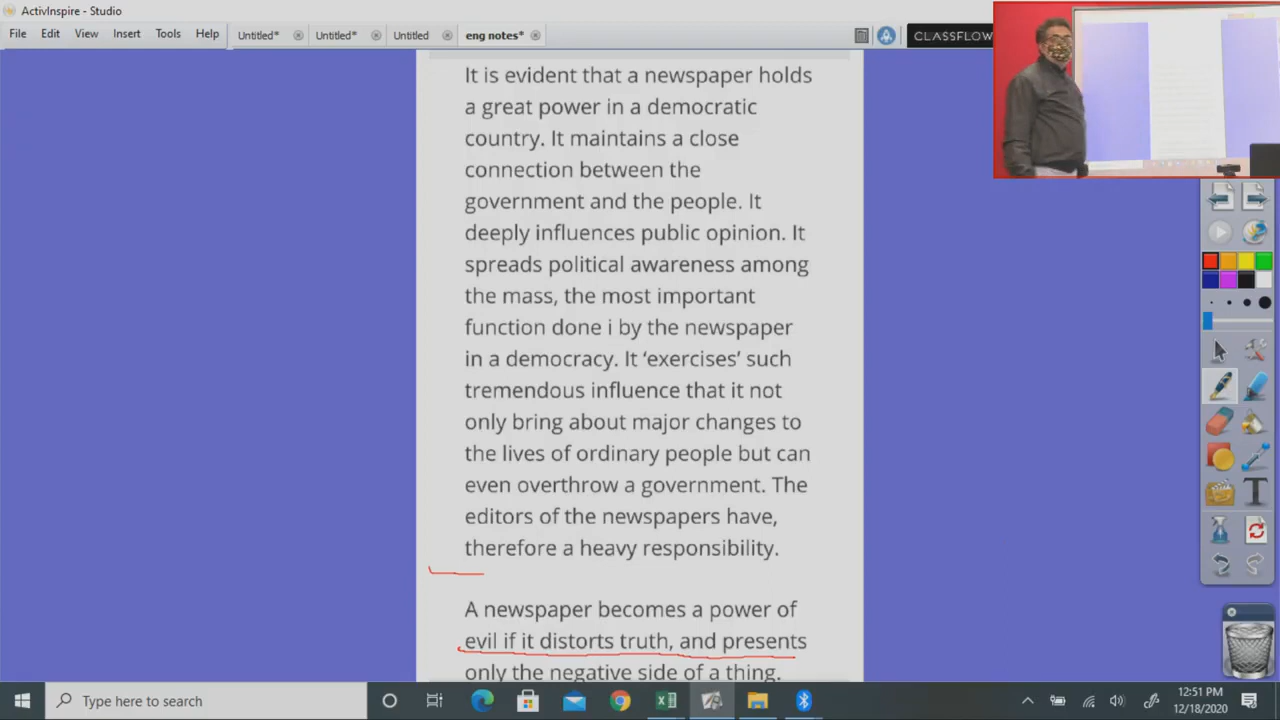 ActivInspire - Studio
File Edit View Insert Tools Help Untitled* Untitled* Untitled eng notes* CLASSFLOW
It is evident that a newspaper holds
a great power in a democratic
country. It maintains a close
connection between the
government and the people. It
deeply influences public opinion. It
spreads political awareness among
the mass, the most important
function done i by the newspaper
in a democracy. It ‘exercises’ such
tremendous influence that it not
only bring about major changes to
the lives of ordinary people but can
even overthrow a government. The
editors of the newspapers have,
therefore a heavy responsibility.
A newspaper becomes a power of
evil if it distorts truth, and presents
only the negative side of a thing.
Type here to search
12:51 PM
12/18/2020